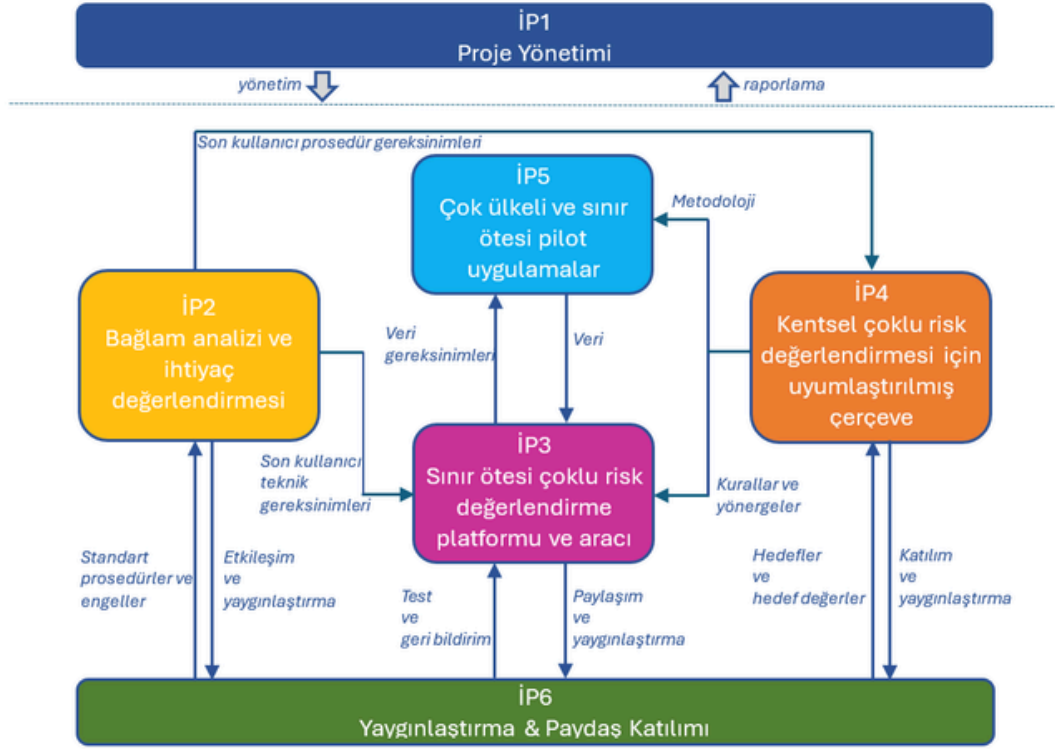 İP1
Proje Yönetimi
yönetim
raporlama
Son kullanıcı prosedür gereksinimleri
İP5
Çok ülkeli ve sınır
ötesi pilot
uygulamalar
Metodoloji
İP2
Bağlam analizi ve
ihtiyaç
değerlendirmesi
İP4
Kentsel çoklu risk
değerlendirmesi için
uyumlaştırılmış
çerçeve
Veri
gereksinimleri
Veri
Son kullanıcı
teknik
gereksinimleri
İP3
Sınır ötesi çoklu risk
değerlendirme
platformu ve aracı
Kurallar ve
yönergeler
Standart
prosedürler ve
engeller
Etkileşim
ve
yaygınlaştırma
Test
ve
geri bildirim
Paylaşım
ve
yaygınlaştırma
Hedefler
ve
hedef değerler
Katılım
ve
yaygınlaştırma
İP6
Yaygınlaştırma & Paydaş Katılımı